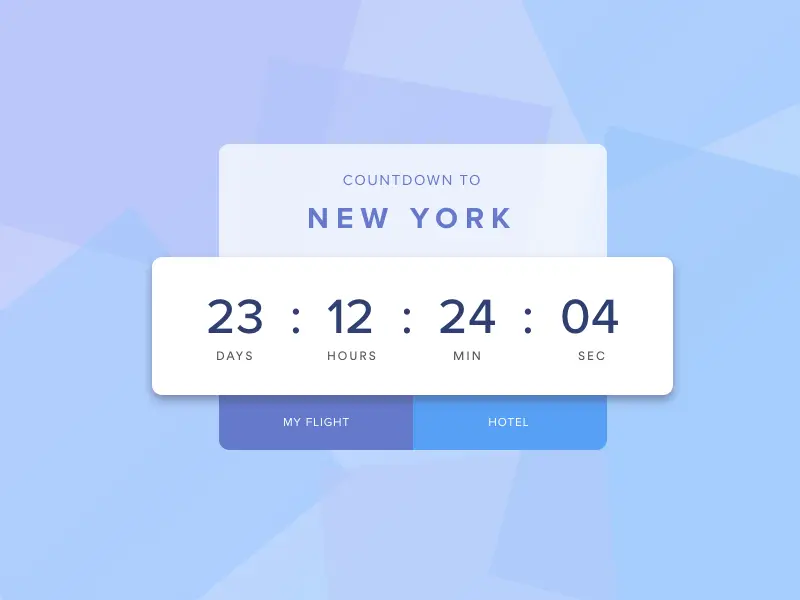 COUNTDOWN TO
NEW YORK
23 : 12 : 24 : 04
DAYS HOURS MIN SEC
MY FLIGHT HOTEL